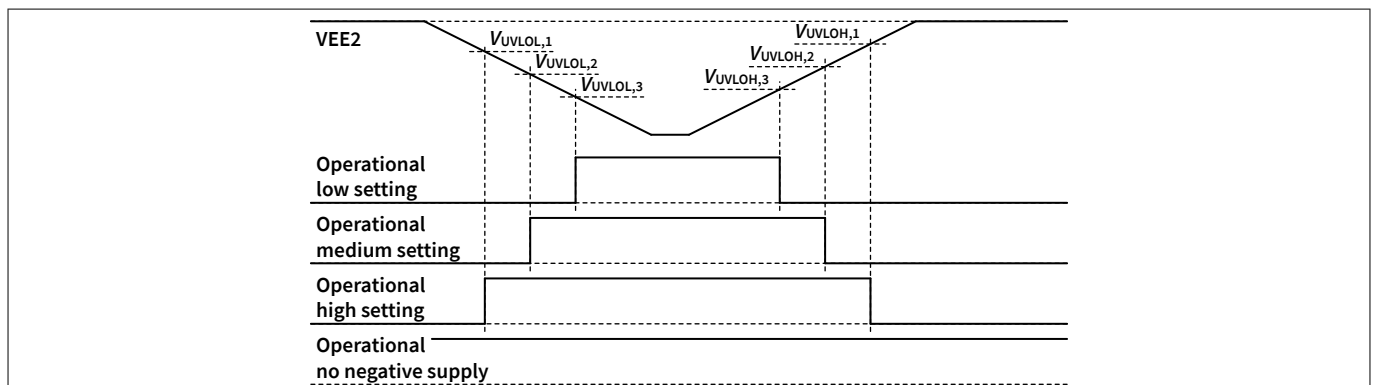 VEE2
VUVLOL,1
VUVLOL,2
VUVLOL,3
VUVLOH,1
VUVLOH,2
VUVLOH,3
Operational
low setting
Operational
medium setting
Operational
high setting
Operational
no negative supply